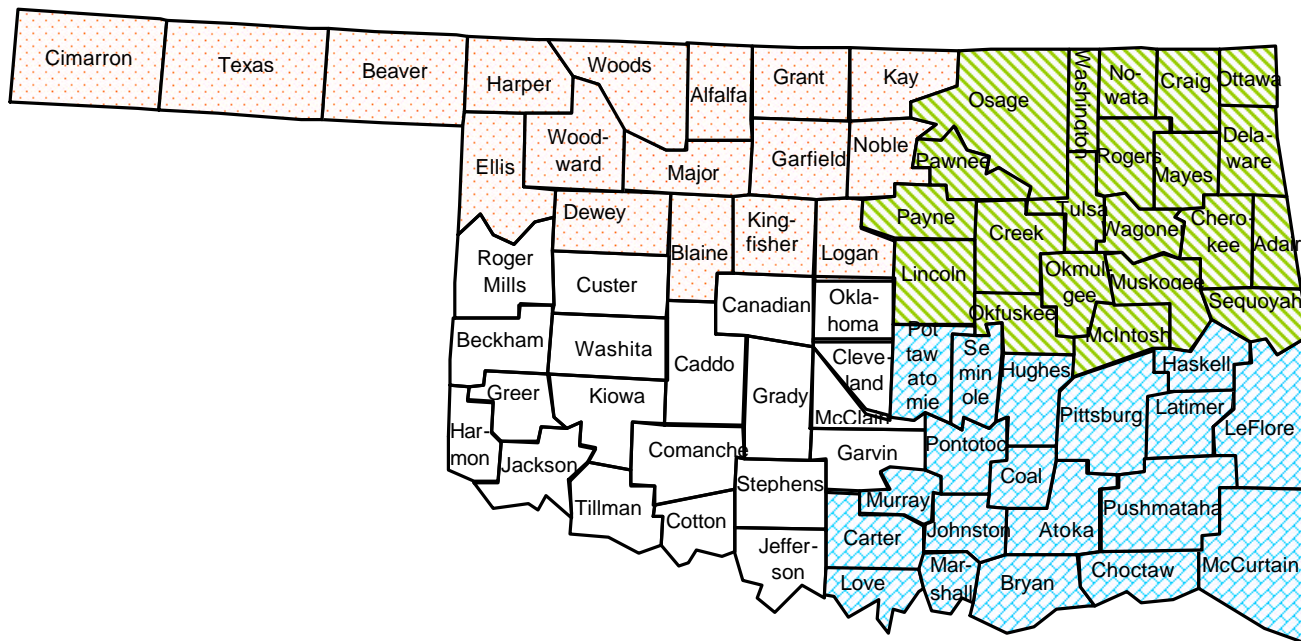 Cimarron
Texas
Beaver
Harper
Woods
Alfalfa
Grant
Kay
Osage
Washington
No-
wata
Craig
Ottawa
Ellis
Wood-
ward
Major
Garfield
Noble
Pawnee
Rogers
Mayes
Dela-
ware
Dewey
Blaine
King-
fisher
Logan
Payne
Lincoln
Creek
Tulsa
Wagoner
Chero-
kee
Adair
Roger
Mills
Custer
Canadian
Okla-
homa
Okfuskee
Okmul-
gee
Muskogee
McIntosh
Sequoyah
Beckham
Washita
Caddo
Grady
Cleve-
land
McClain
Pot
taw
ato
mie
Se
min
ole
Hughes
Pittsburg
Haskell
Latimer
LeFlore
Greer
Kiowa
Har-
mon
Jackson
Comanche
Garvin
Pontotoc
Coal
Tillman
Cotton
Stephens
Murray
Johnston
Atoka
Pushmataha
Jeffer-
son
Carter
Love
Mar-
shall
Bryan
Choctaw
McCurtain